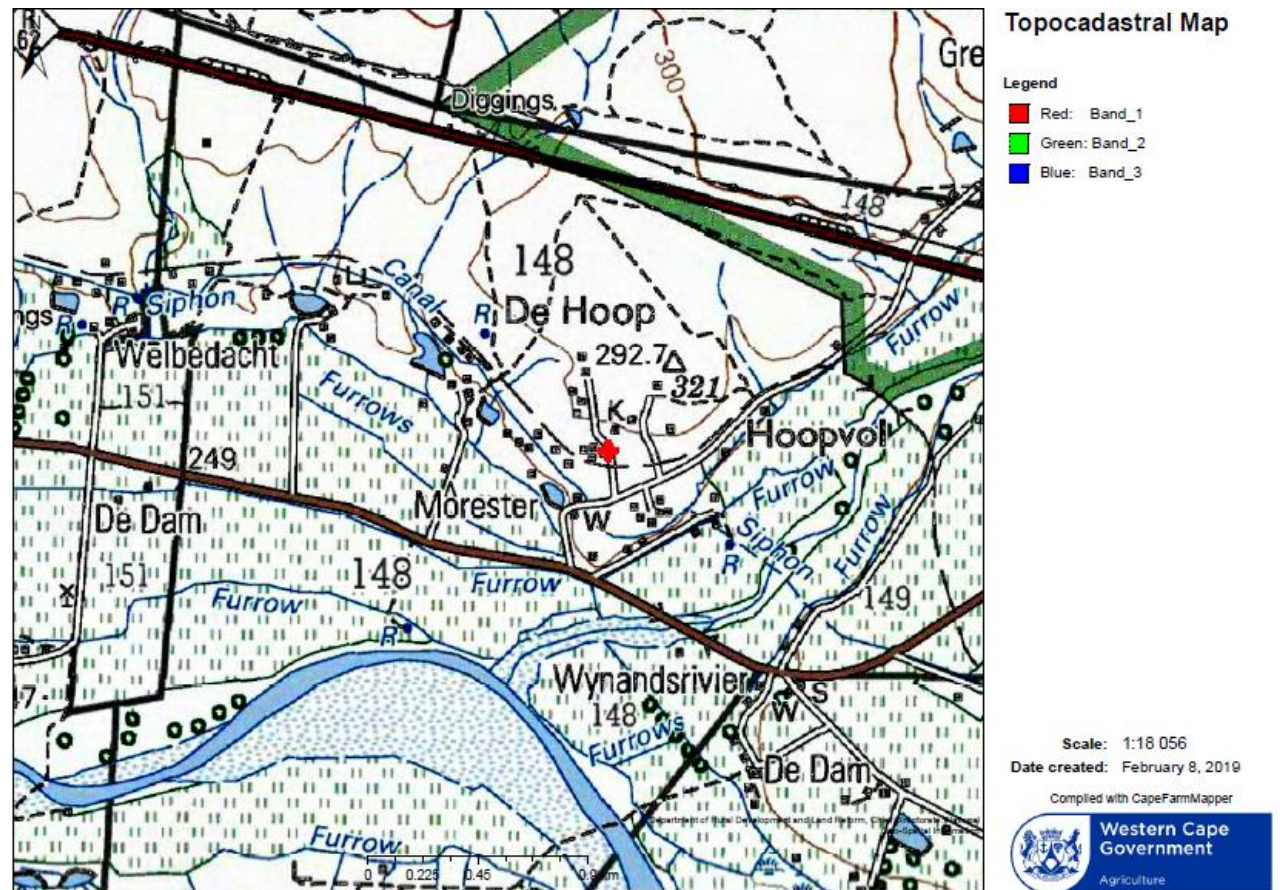 Topocadastral Map
Legend
Red: Band_1
Green: Band_2
Blue: Band_3
R
62
Gre
300
Diggings
148
148
De Hoop
Canal
R
Siphon
R
R
ngs
Furrow
292.7
321
Welbedacht
151
Furrows
K
Hoopvol
249
Furrow
Môrester
W
De Dam
Siphon
R
Furrow
151
148
Furrow
149
Furrow
R
Wynandsrivier
S
W
148
Furrows
De Dam
Furrow
0 0.225 0.45
Scale: 1:18 056
Date created: February 8, 2019
Compiled with CapeFarmMapper
Western Cape
Government
Agriculture